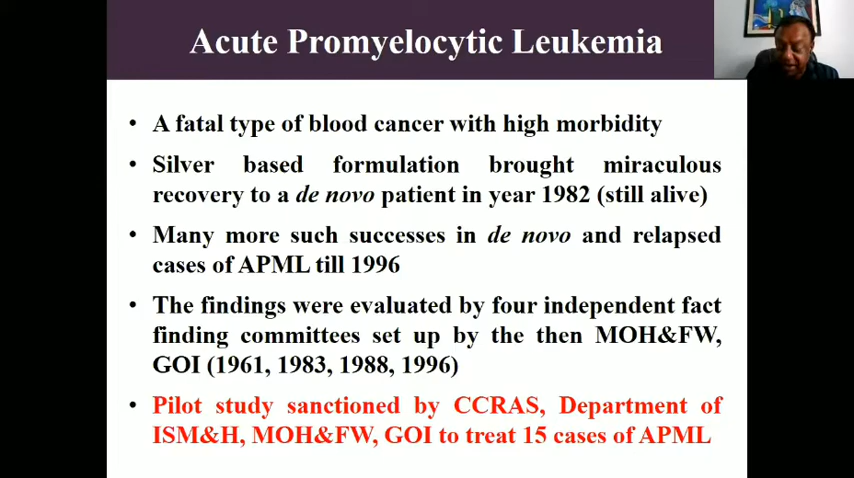 Acute Promyelocytic Leukemia
• A fatal type of blood cancer with high morbidity
• Silver based formulation brought miraculous
recovery to a de novo patient in year 1982 (still alive)
• Many more such successes in de novo and relapsed
cases of APML till 1996
• The findings were evaluated by four independent fact
finding committees set up by the then MOH&FW,
GOI (1961, 1983, 1988, 1996)
• Pilot study sanctioned by CCRAS, Department of
ISM&H, MOH&FW, GOI to treat 15 cases of APML